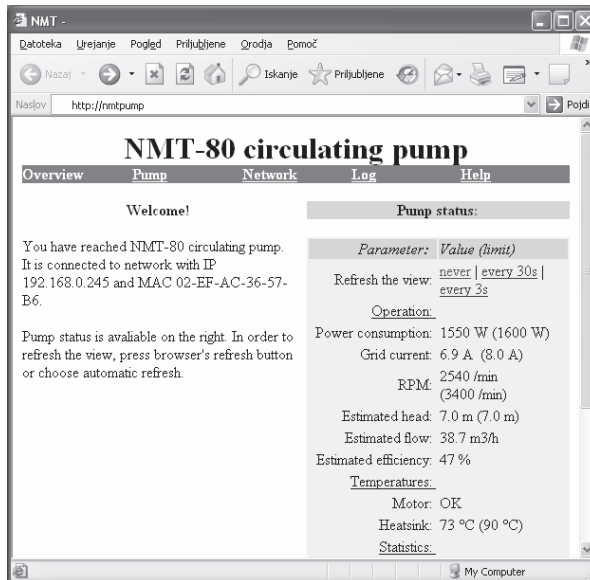 NMT -
Datoteka Urejanje Pogled Priljubljene Orodja Pomoč
Nazaj Iskanje Priljubljene
Naslov http://nmtpump Pojdi
NMT-80 circulating pump
Overview Pump Network Log Help
Welcome!
You have reached NMT-80 circulating pump.
It is connected to network with IP
192.168.0.245 and MAC 02-EF-AC-36-57-
B6.
Pump status is avaliable on the right. In order to
refresh the view, press browser's refresh button
or choose automatic refresh.
Pump status:
Parameter: Value (limit)
Refresh the view: never | every 30s |
every 3s
Operation:
Power consumption: 1550 W (1600 W)
Grid current: 6.9 A (8.0 A)
RPM: 2540 /min
(3400 /min)
Estimated head: 7.0 m (7.0 m)
Estimated flow: 38.7 m3/h
Estimated efficiency: 47 %
Temperatures:
Motor: OK
Heatsink: 73 ºC (90 ºC)
Statistics:
My Computer